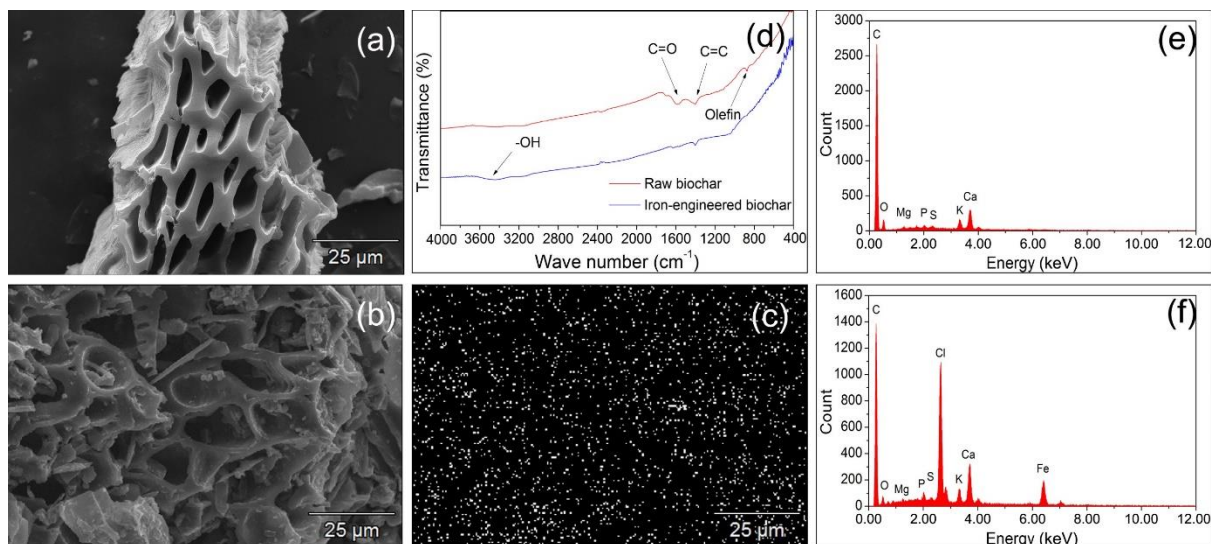 (a)
25 µm
(d)
C=O
C=C
Olefin
-OH
Raw biochar
Iron-engineered biochar
Transmittance (%)
4000 3600 3200 2800 2400 2000 1600 1200 800 400
Wave number (cm⁻¹)
(e)
3000
2500
2000
1500
1000
500
0
Count
C
O
Mg
P
S
K
Ca
0.00 2.00 4.00 6.00 8.00 10.00 12.00
Energy (keV)
(b)
25 µm
(c)
25 µm
(f)
1600
1400
1200
1000
800
600
400
200
0
Count
C
O
Mg
P
S
Cl
K
Ca
Fe
0.00 2.00 4.00 6.00 8.00 10.00 12.00
Energy (keV)